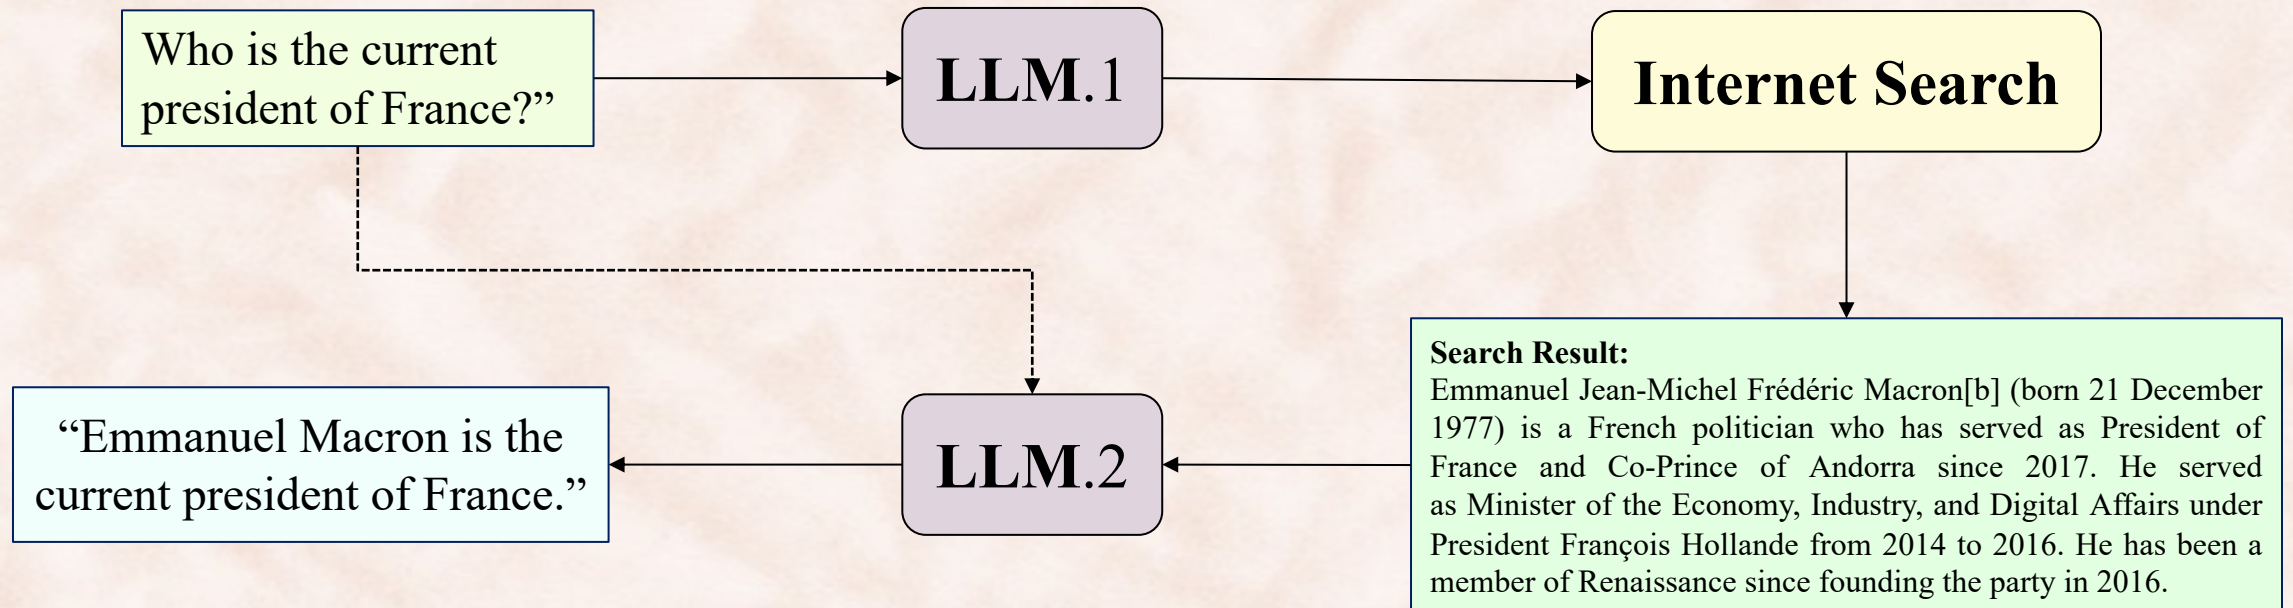 Who is the current
president of France?”
LLM.1
Internet Search
Search Result:
Emmanuel Jean-Michel Frédéric Macron[b] (born 21 December
1977) is a French politician who has served as President of
France and Co-Prince of Andorra since 2017. He served
as Minister of the Economy, Industry, and Digital Affairs under
President François Hollande from 2014 to 2016. He has been a
member of Renaissance since founding the party in 2016.
LLM.2
“Emmanuel Macron is the
current president of France.”